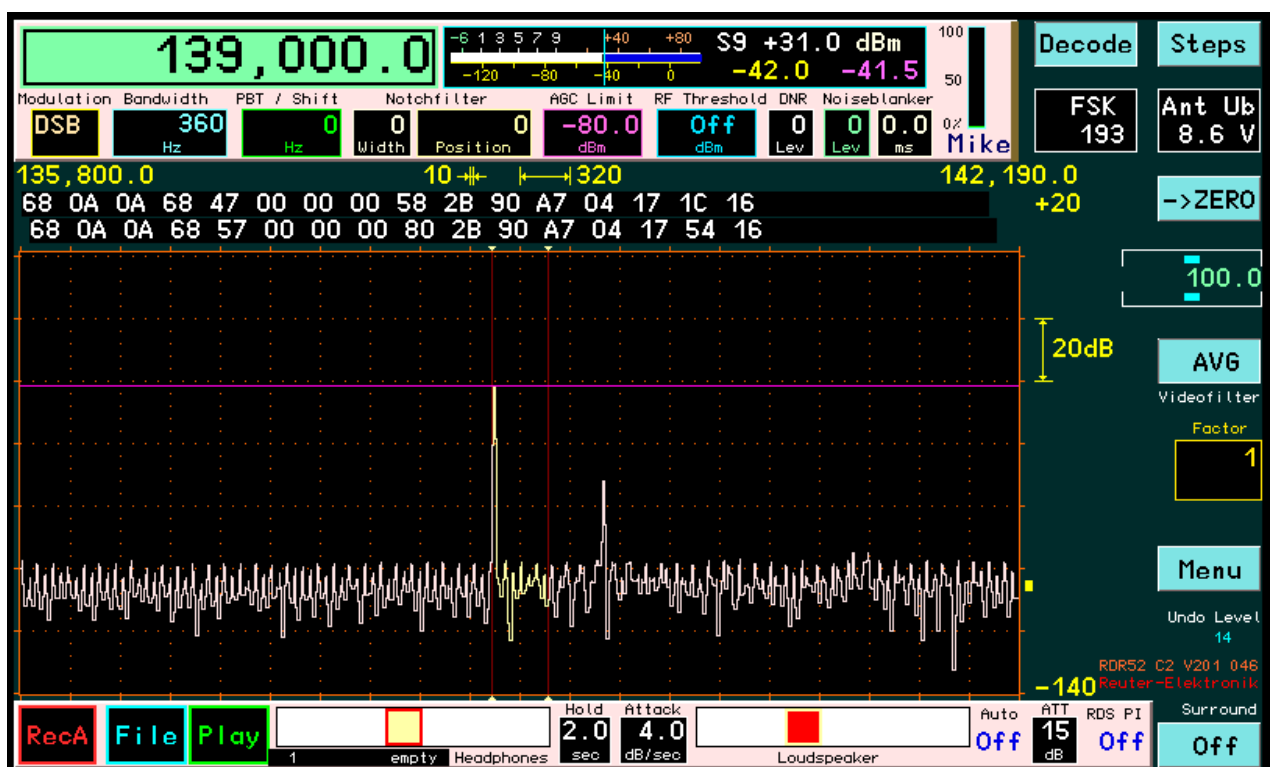 139,000.0
-6 1 3 5 7 9 +40 +80
-120 -80 -40 0
S9 +31.0 dBm
-42.0 -41.5
100
50
0%
Mike
Decode
Steps
Modulation Bandwidth PBT / Shift Notchfilter AGC Limit RF Threshold DNR Noiseblanker
DSB 360 0 0 0 -80.0 Off 0 0 0.0
Hz Hz Width Position dBm dBm Lev Lev ms
FSK
193
Ant Ub
8.6 V
135,800.0 10 320 142,190.0
68 0A 0A 68 47 00 00 00 58 2B 90 A7 04 17 1C 16
68 0A 0A 68 57 00 00 00 80 2B 90 A7 04 17 54 16
+20
->ZERO
100.0
20dB
AVG
Videofilter
Factor
1
Menu
Undo Level
14
RDR52 C2 V201 046
Reuter-Elektronik
-140
RecA
File
Play
1 empty Headphones
Hold
2.0
sec
Attack
4.0
dB/sec
Loudspeaker
Auto
Off
ATT
15
dB
RDS PI
Off
Surround
Off